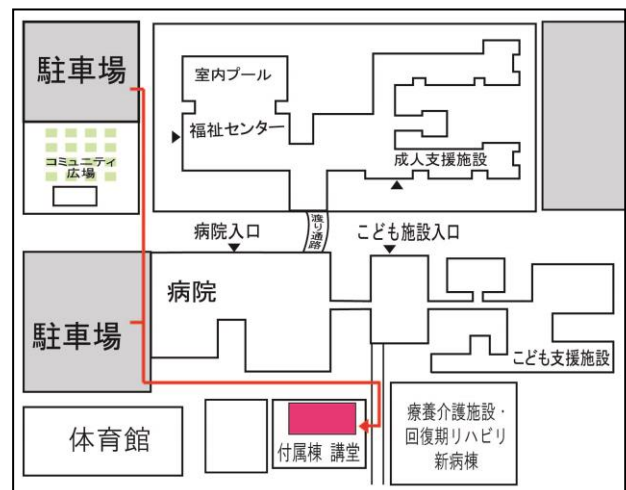 駐車場
室内プール
福祉センター
成人支援施設
コミュニティ
広場
渡り通路
病院入口
こども施設入口
病院
駐車場
こども支援施設
体育館
付属棟 講堂
療養介護施設・
回復期リハビリ
新病棟